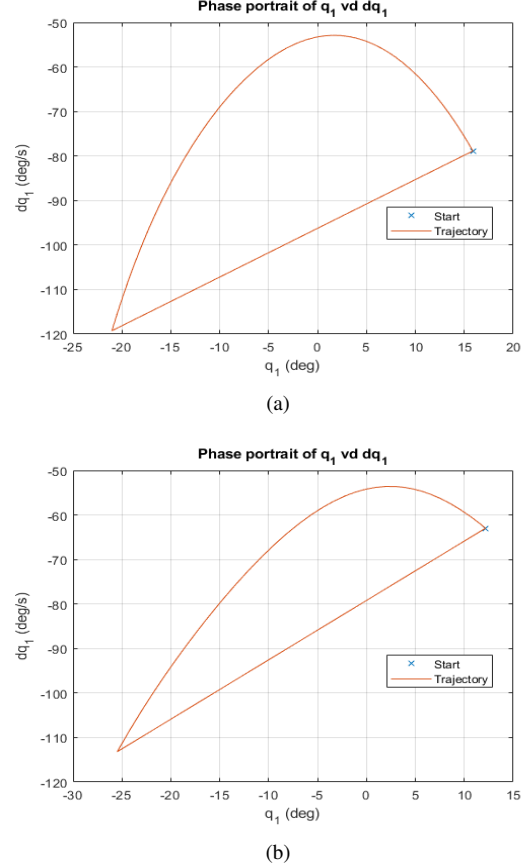 Phase portrait of q1 vd dq1
-50
-60
-70
-80
-90
-100
-110
-120
dq1 (deg/s)
Start
Trajectory
-25 -20 -15 -10 -5 0 5 10 15 20
q1 (deg)
(a)
Phase portrait of q1 vd dq1
-50
-60
-70
-80
-90
-100
-110
-120
dq1 (deg/s)
Start
Trajectory
-30 -25 -20 -15 -10 -5 0 5 10 15
q1 (deg)
(b)